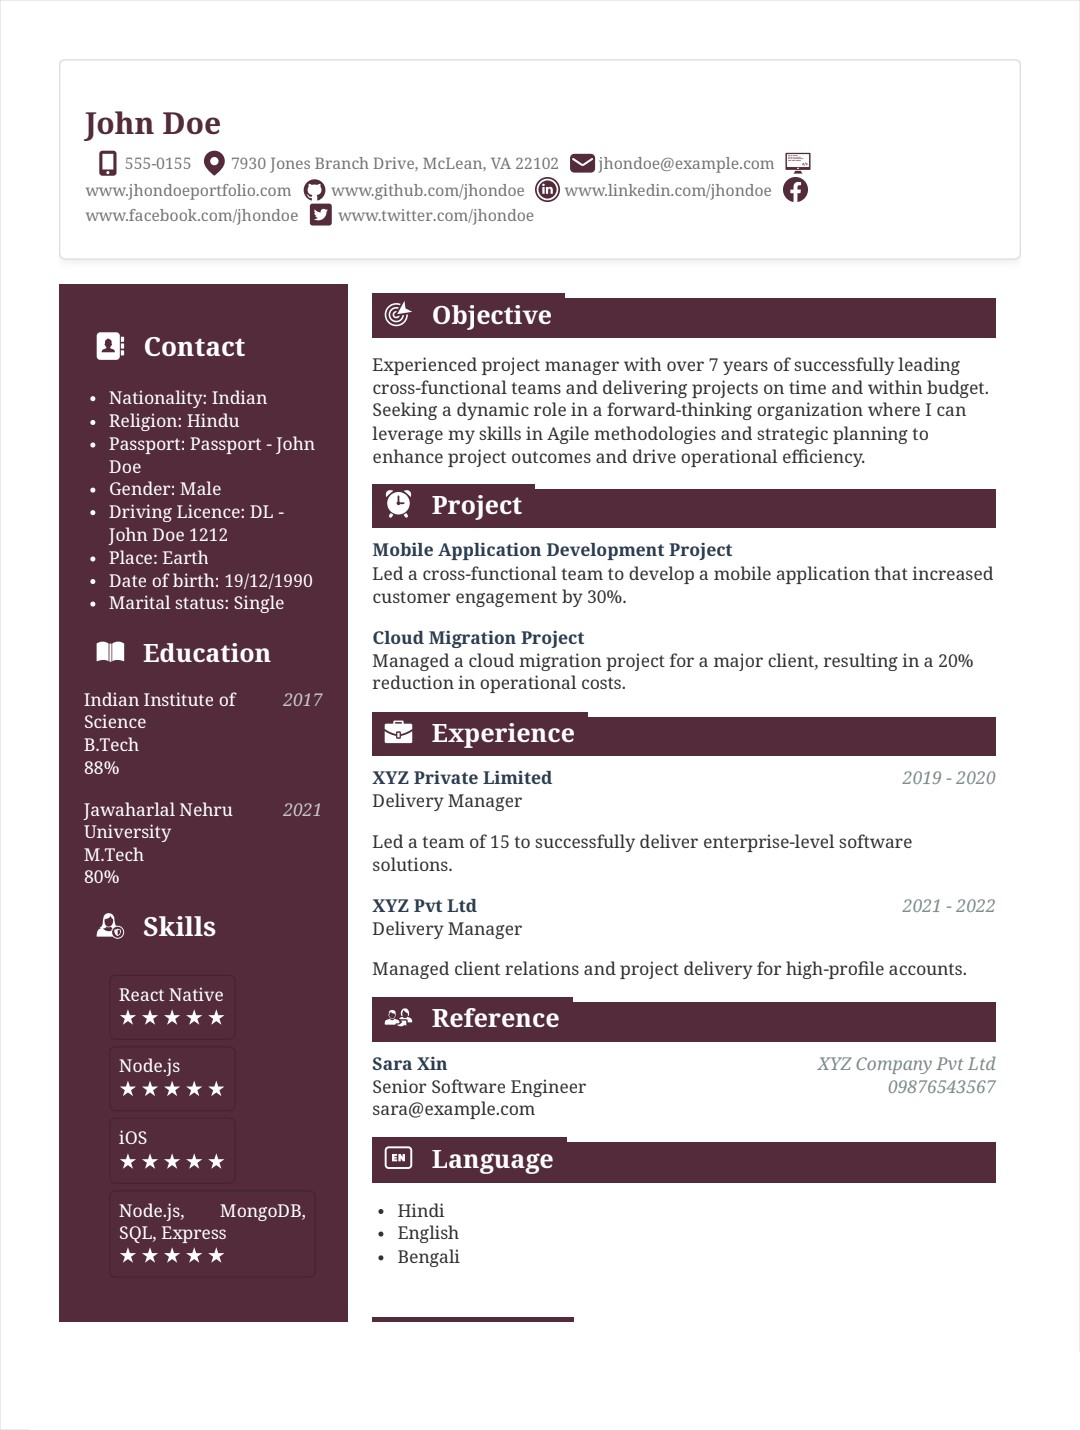 John Doe
555-0155 7930 Jones Branch Drive, McLean, VA 22102 jhondoe@example.com
www.jhondoeportfolio.com www.github.com/jhondoe www.linkedin.com/jhondoe
www.facebook.com/jhondoe www.twitter.com/jhondoe
Contact
• Nationality: Indian
• Religion: Hindu
• Passport: Passport - John
Doe
• Gender: Male
• Driving Licence: DL -
John Doe 1212
• Place: Earth
• Date of birth: 19/12/1990
• Marital status: Single
Education
Indian Institute of 2017
Science
B.Tech
88%
Jawaharlal Nehru 2021
University
M.Tech
80%
Skills
React Native
★★★★★
Node.js
★★★★★
iOS
★★★★★
Node.js, MongoDB,
SQL, Express
★★★★★
Objective
Experienced project manager with over 7 years of successfully leading
cross-functional teams and delivering projects on time and within budget.
Seeking a dynamic role in a forward-thinking organization where I can
leverage my skills in Agile methodologies and strategic planning to
enhance project outcomes and drive operational efficiency.
Project
Mobile Application Development Project
Led a cross-functional team to develop a mobile application that increased
customer engagement by 30%.
Cloud Migration Project
Managed a cloud migration project for a major client, resulting in a 20%
reduction in operational costs.
Experience
XYZ Private Limited 2019 - 2020
Delivery Manager
Led a team of 15 to successfully deliver enterprise-level software
solutions.
XYZ Pvt Ltd 2021 - 2022
Delivery Manager
Managed client relations and project delivery for high-profile accounts.
Reference
Sara Xin XYZ Company Pvt Ltd
Senior Software Engineer 09876543567
sara@example.com
EN Language
• Hindi
• English
• Bengali